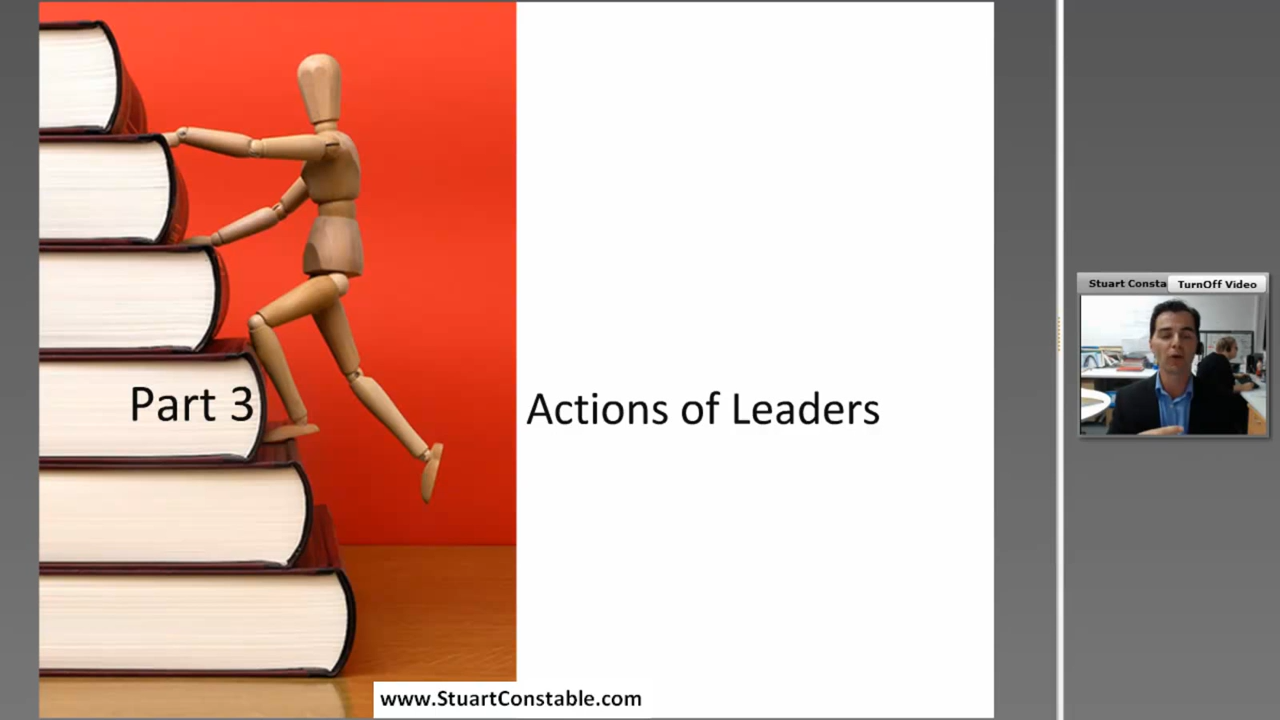 Part 3
Actions of Leaders
www.StuartConstable.com
Stuart Consta
TurnOff Video